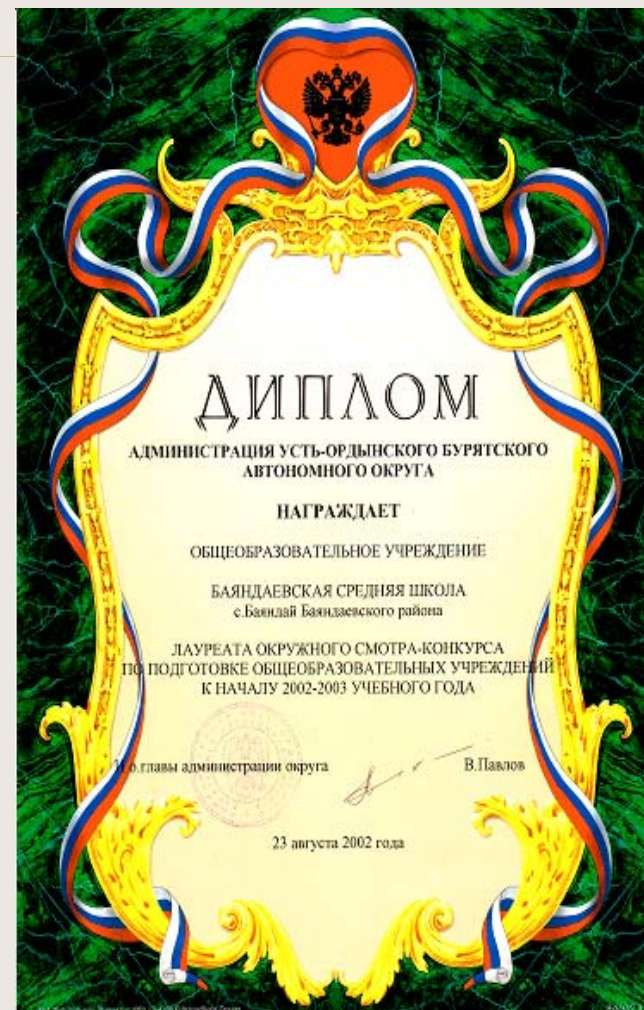 ДИПЛОМ
АДМИНИСТРАЦИЯ УСТЬ-ОРДЫНСКОГО БУРЯТСКОГО
АВТОНОМНОГО ОКРУГА
НАГРАЖДАЕТ
ОБЩЕОБРАЗОВАТЕЛЬНОЕ УЧРЕЖДЕНИЕ
БАЯНДАЕВСКАЯ СРЕДНЯЯ ШКОЛА
с.Баяндай Баяндаевского района
ЛАУРЕАТА ОКРУЖНОГО СМОТРА-КОНКУРСА
ПО ПОДГОТОВКЕ ОБЩЕОБРАЗОВАТЕЛЬНЫХ УЧРЕЖДЕНИЙ
К НАЧАЛУ 2002-2003 УЧЕБНОГО ГОДА
И.о.главы администрации округа В.Павлов
23 августа 2002 года